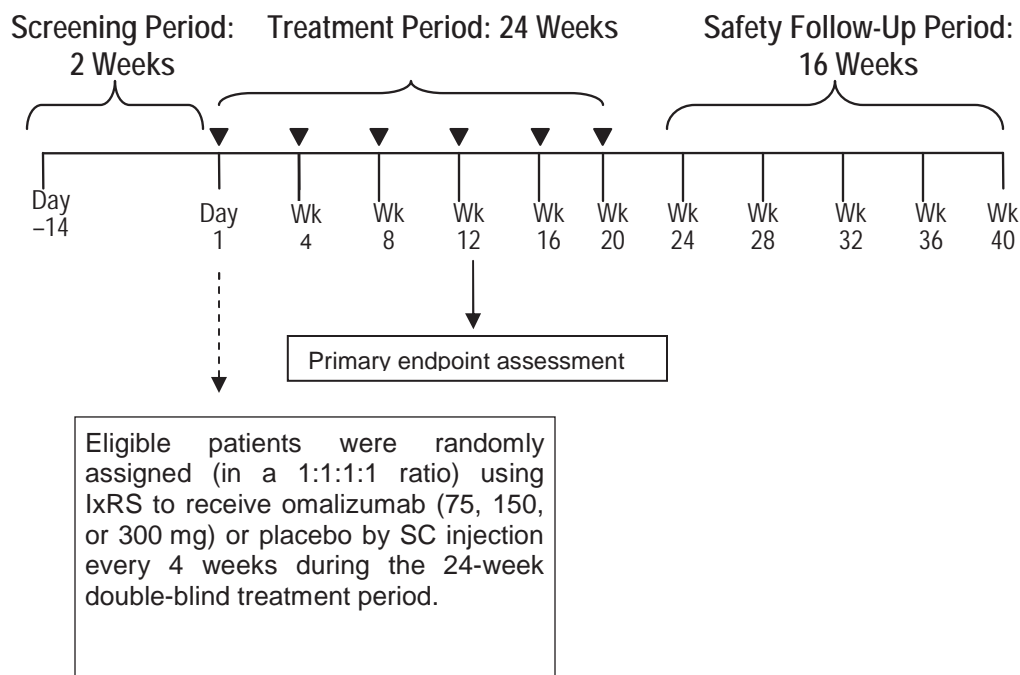 Screening Period:
2 Weeks
Treatment Period: 24 Weeks
Safety Follow-Up Period:
16 Weeks
Day
–14
Day
1
Wk
4
Wk
8
Wk
12
Wk
16
Wk
20
Wk
24
Wk
28
Wk
32
Wk
36
Wk
40
Primary endpoint assessment
Eligible patients were randomly
assigned (in a 1:1:1:1 ratio) using
IxRS to receive omalizumab (75, 150,
or 300 mg) or placebo by SC injection
every 4 weeks during the 24-week
double-blind treatment period.